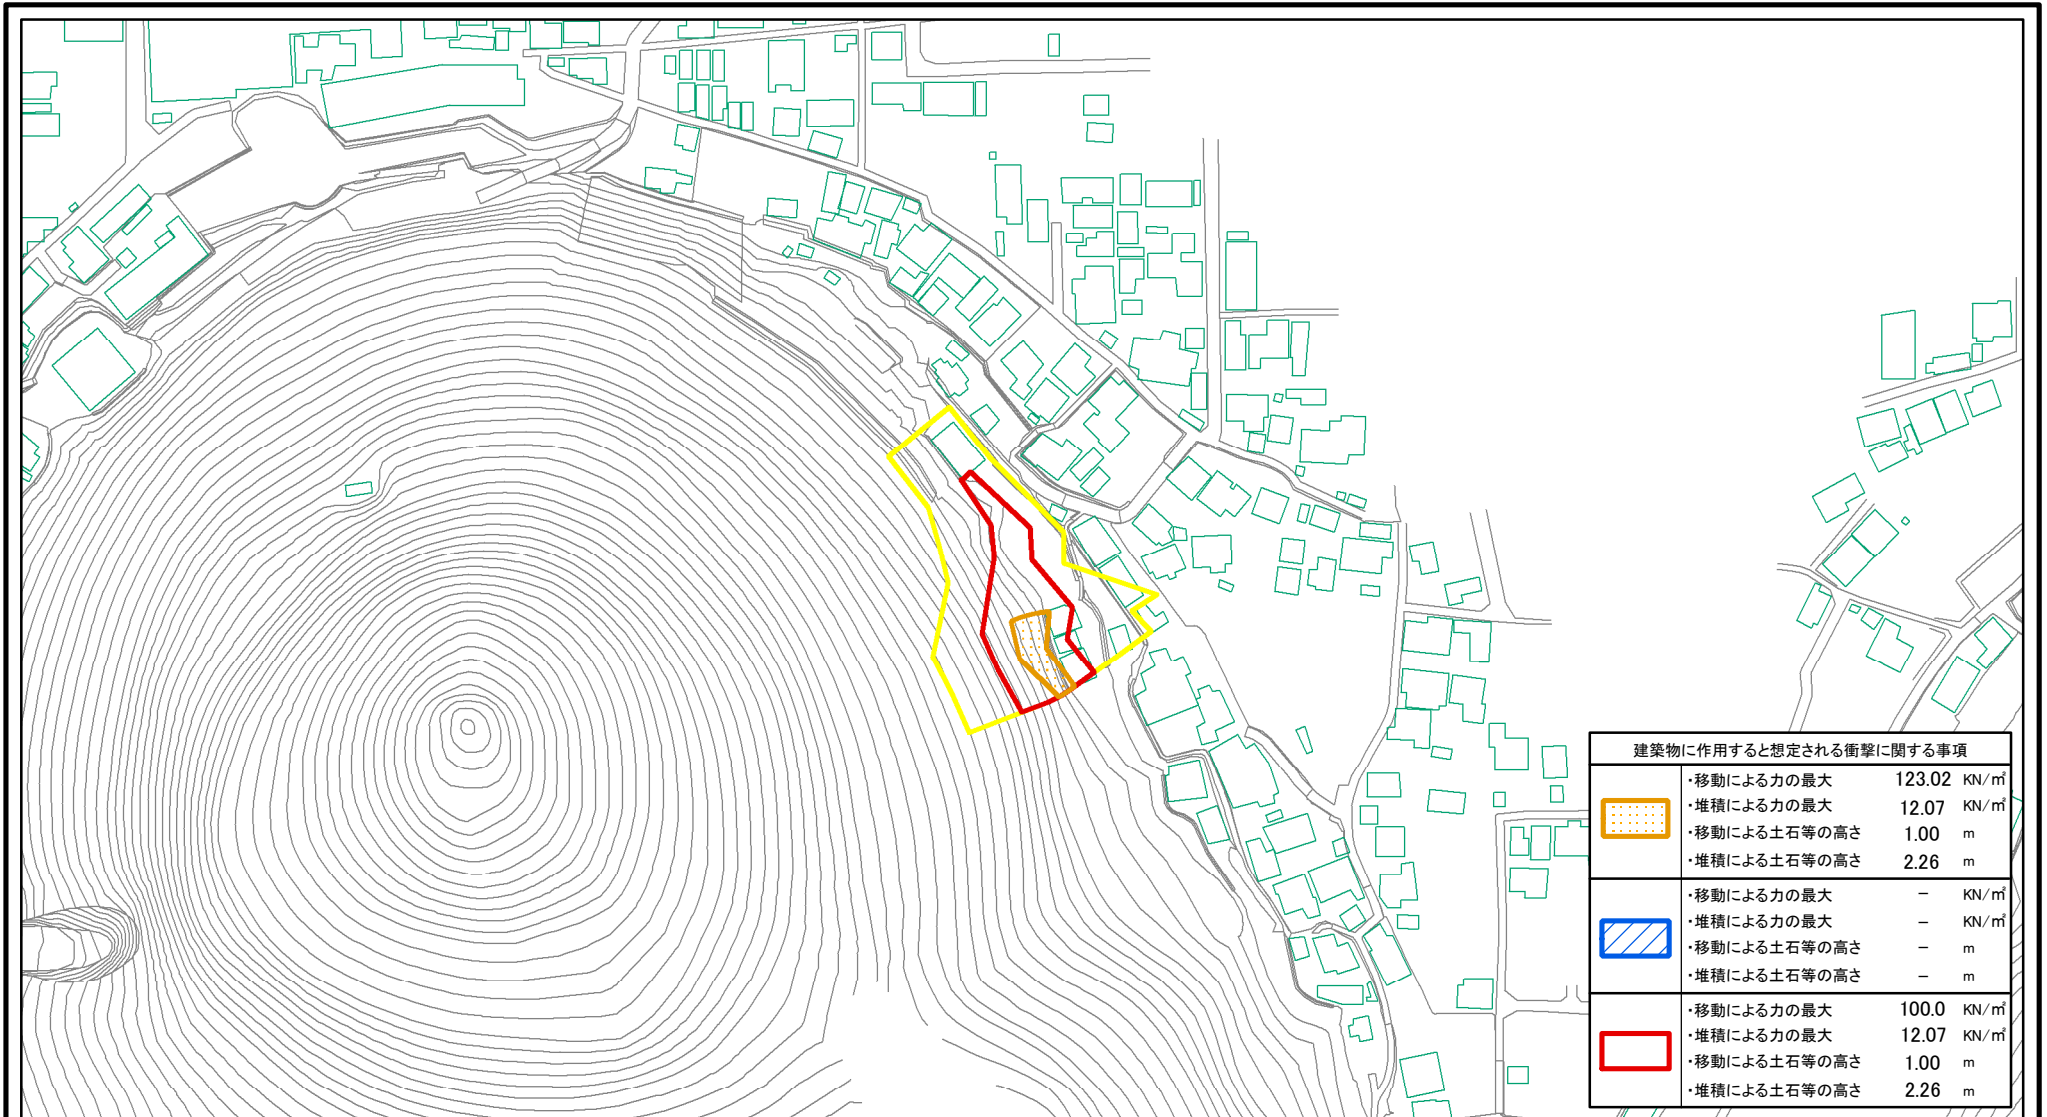 建築物に作用すると想定される衝撃に関する事項
・移動による力の最大 123.02 KN/㎡
・堆積による力の最大 12.07 KN/㎡
・移動による土石等の高さ 1.00 m
・堆積による土石等の高さ 2.26 m
・移動による力の最大 － KN/㎡
・堆積による力の最大 － KN/㎡
・移動による土石等の高さ － m
・堆積による土石等の高さ － m
・移動による力の最大 100.0 KN/㎡
・堆積による力の最大 12.07 KN/㎡
・移動による土石等の高さ 1.00 m
・堆積による土石等の高さ 2.26 m